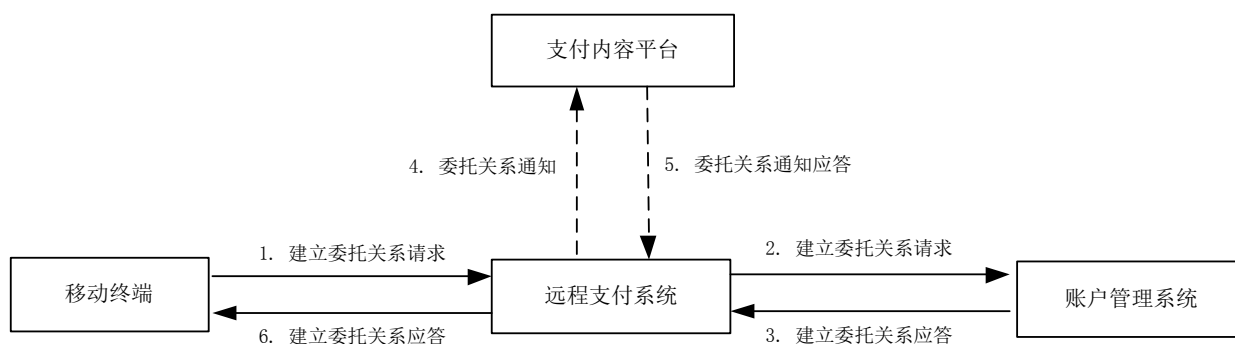 支付内容平台
4. 委托关系通知
5. 委托关系通知应答
1. 建立委托关系请求
2. 建立委托关系请求
移动终端
远程支付系统
账户管理系统
6. 建立委托关系应答
3. 建立委托关系应答